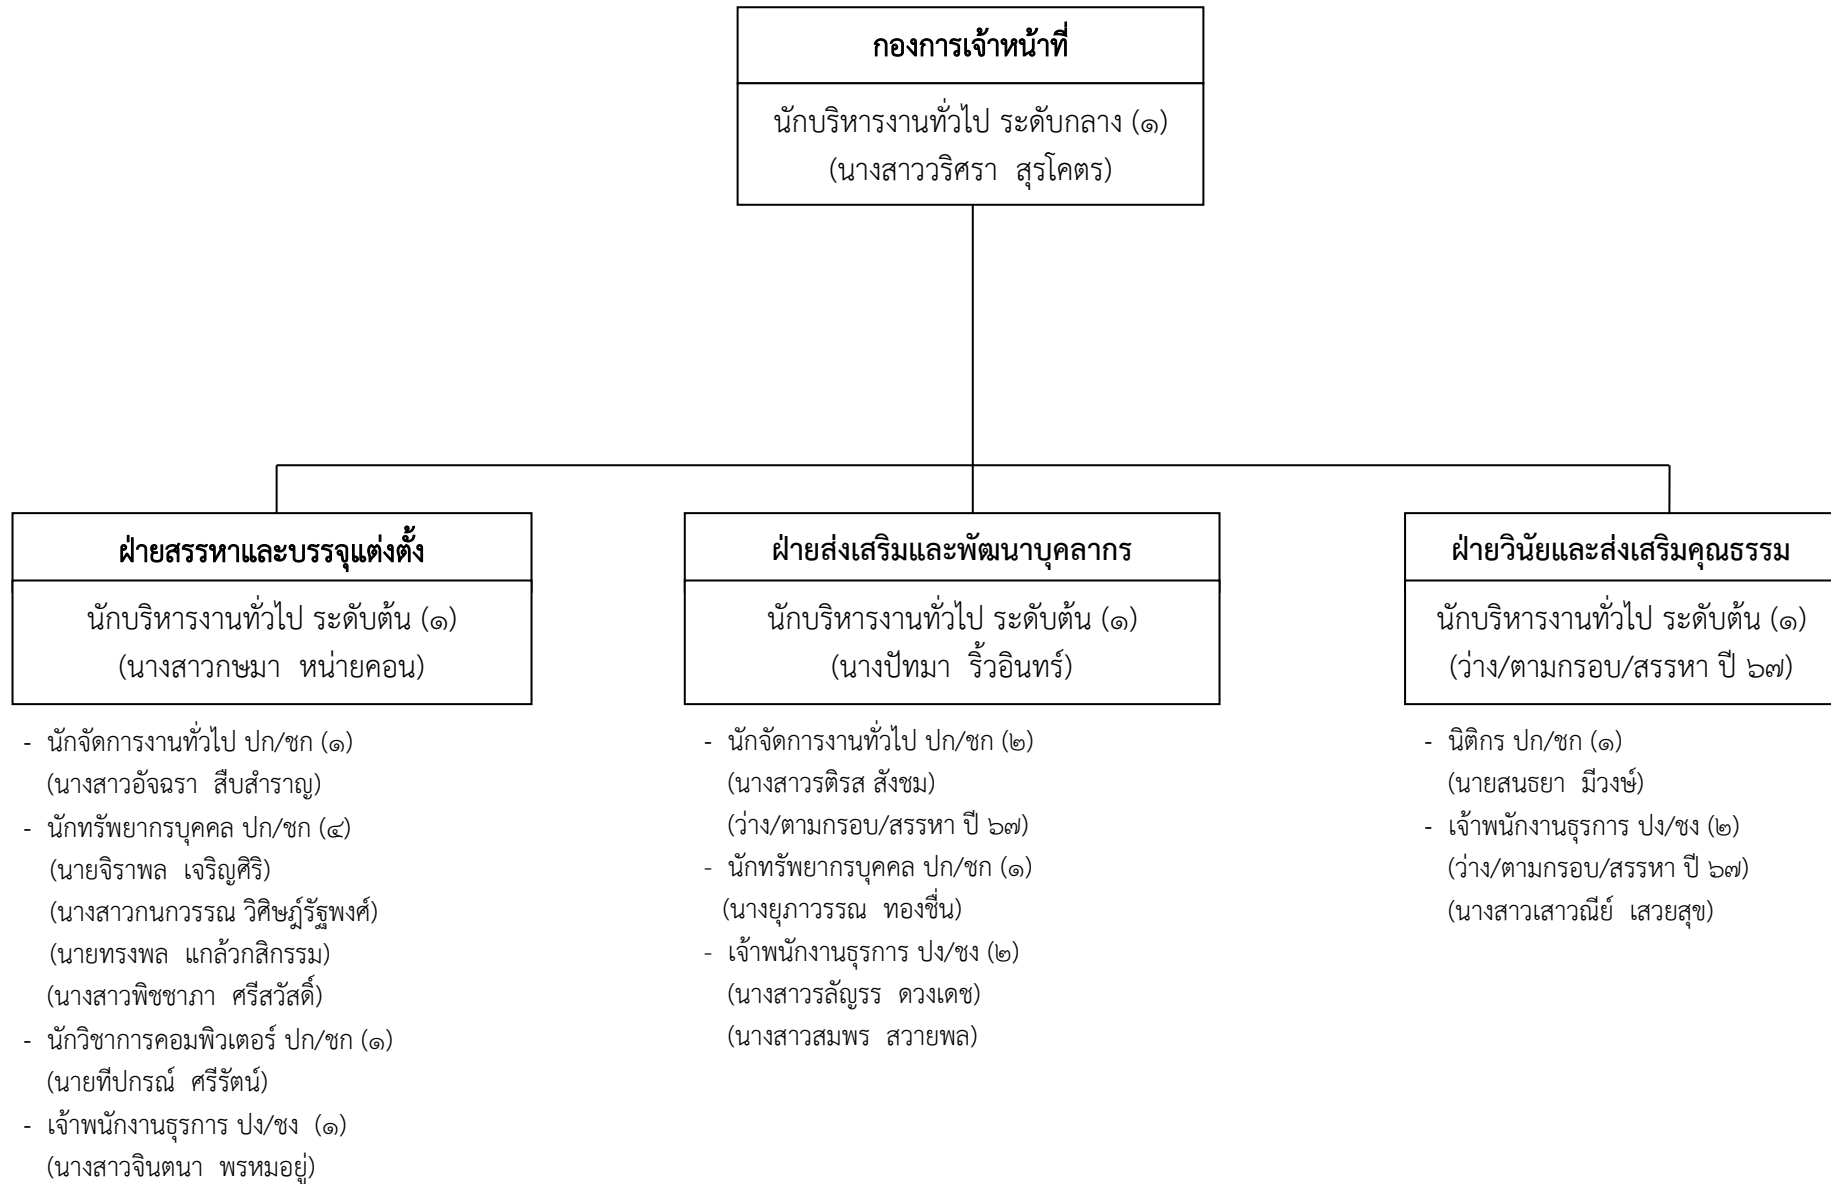 กองการเจ้าหน้าที่
นักบริหารงานทั่วไป ระดับกลาง (๑)
(นางสาววริศรา สุรโคตร)
ฝ่ายสรรหาและบรรจุแต่งตั้ง
นักบริหารงานทั่วไป ระดับต้น (๑)
(นางสาวกษมา หน่ายคอน)
- นักจัดการงานทั่วไป ปก/ชก (๑)
(นางสาวอัจฉรา สืบสำราญ)
- นักทรัพยากรบุคคล ปก/ชก (๔)
(นายจิราพล เจริญศิริ)
(นางสาวกนกวรรณ วิศิษฎ์รัฐพงศ์)
(นายทรงพล แกล้วกสิกรรม)
(นางสาวพิชชาภา ศรีสวัสดิ์)
- นักวิชาการคอมพิวเตอร์ ปก/ชก (๑)
(นายทีปกรณ์ ศรีรัตน์)
- เจ้าพนักงานธุรการ ปง/ชง (๑)
(นางสาวจินตนา พรหมอยู่)
ฝ่ายส่งเสริมและพัฒนาบุคลากร
นักบริหารงานทั่วไป ระดับต้น (๑)
(นางปัทมา ริ้วอินทร์)
- นักจัดการงานทั่วไป ปก/ชก (๒)
(นางสาวรติรส สังชม)
(ว่าง/ตามกรอบ/สรรหา ปี ๖๗)
- นักทรัพยากรบุคคล ปก/ชก (๑)
(นางยุภาวรรณ ทองชื่น)
- เจ้าพนักงานธุรการ ปง/ชง (๒)
(นางสาวรลัญรร ดวงเดช)
(นางสาวสมพร สวายพล)
ฝ่ายวินัยและส่งเสริมคุณธรรม
นักบริหารงานทั่วไป ระดับต้น (๑)
(ว่าง/ตามกรอบ/สรรหา ปี ๖๗)
- นิติกร ปก/ชก (๑)
(นายสนธยา มีวงษ์)
- เจ้าพนักงานธุรการ ปง/ชง (๒)
(ว่าง/ตามกรอบ/สรรหา ปี ๖๗)
(นางสาวเสาวณีย์ เสวยสุข)